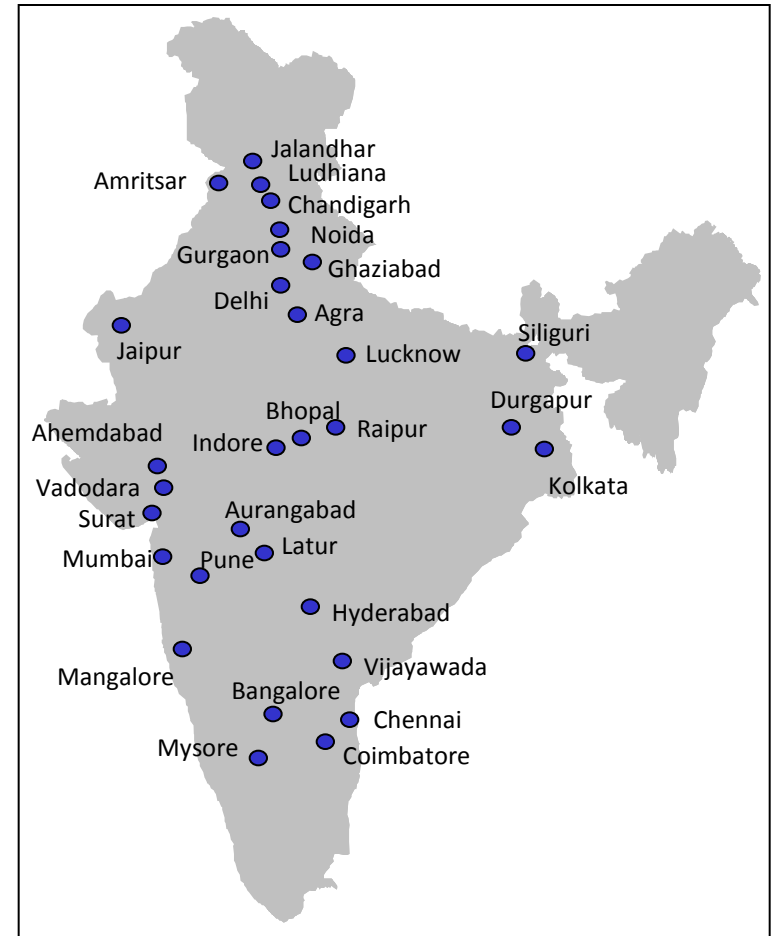 Jalandhar
Ludhiana
Amritsar
Chandigarh
Noida
Gurgaon
Ghaziabad
Delhi
Agra
Siliguri
Jaipur
Lucknow
Durgapur
Bhopal
Raipur
Ahemdabad
Indore
Kolkata
Vadodara
Aurangabad
Surat
Latur
Mumbai
Pune
Hyderabad
Vijayawada
Mangalore
Bangalore
Chennai
Mysore
Coimbatore